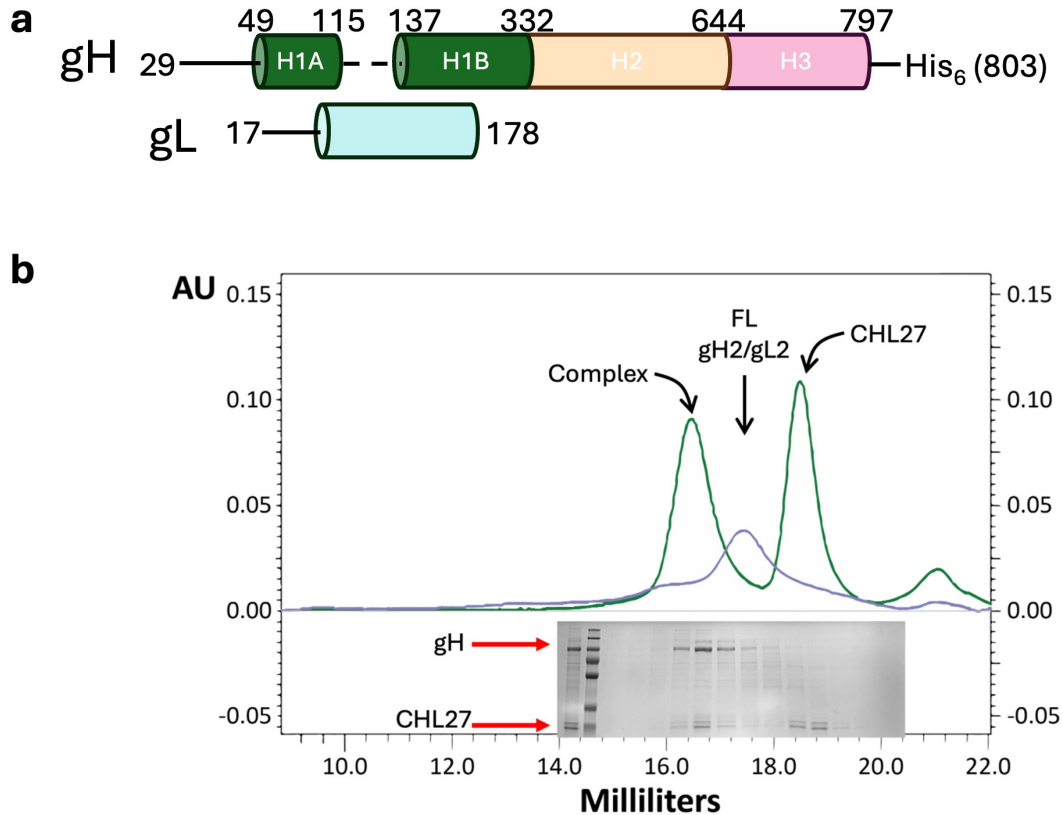 a
49 115 137 332 644 797
gH 29 H1A H1B H2 H3 His6 (803)
gL 17 178
b
AU
0.15 0.15
FL
gH2/gL2
CHL27
Complex
0.10 0.10
0.05 0.05
0.00 0.00
gH
CHL27
-0.05 -0.05
10.0 12.0 14.0 16.0 18.0 20.0 22.0
Milliliters